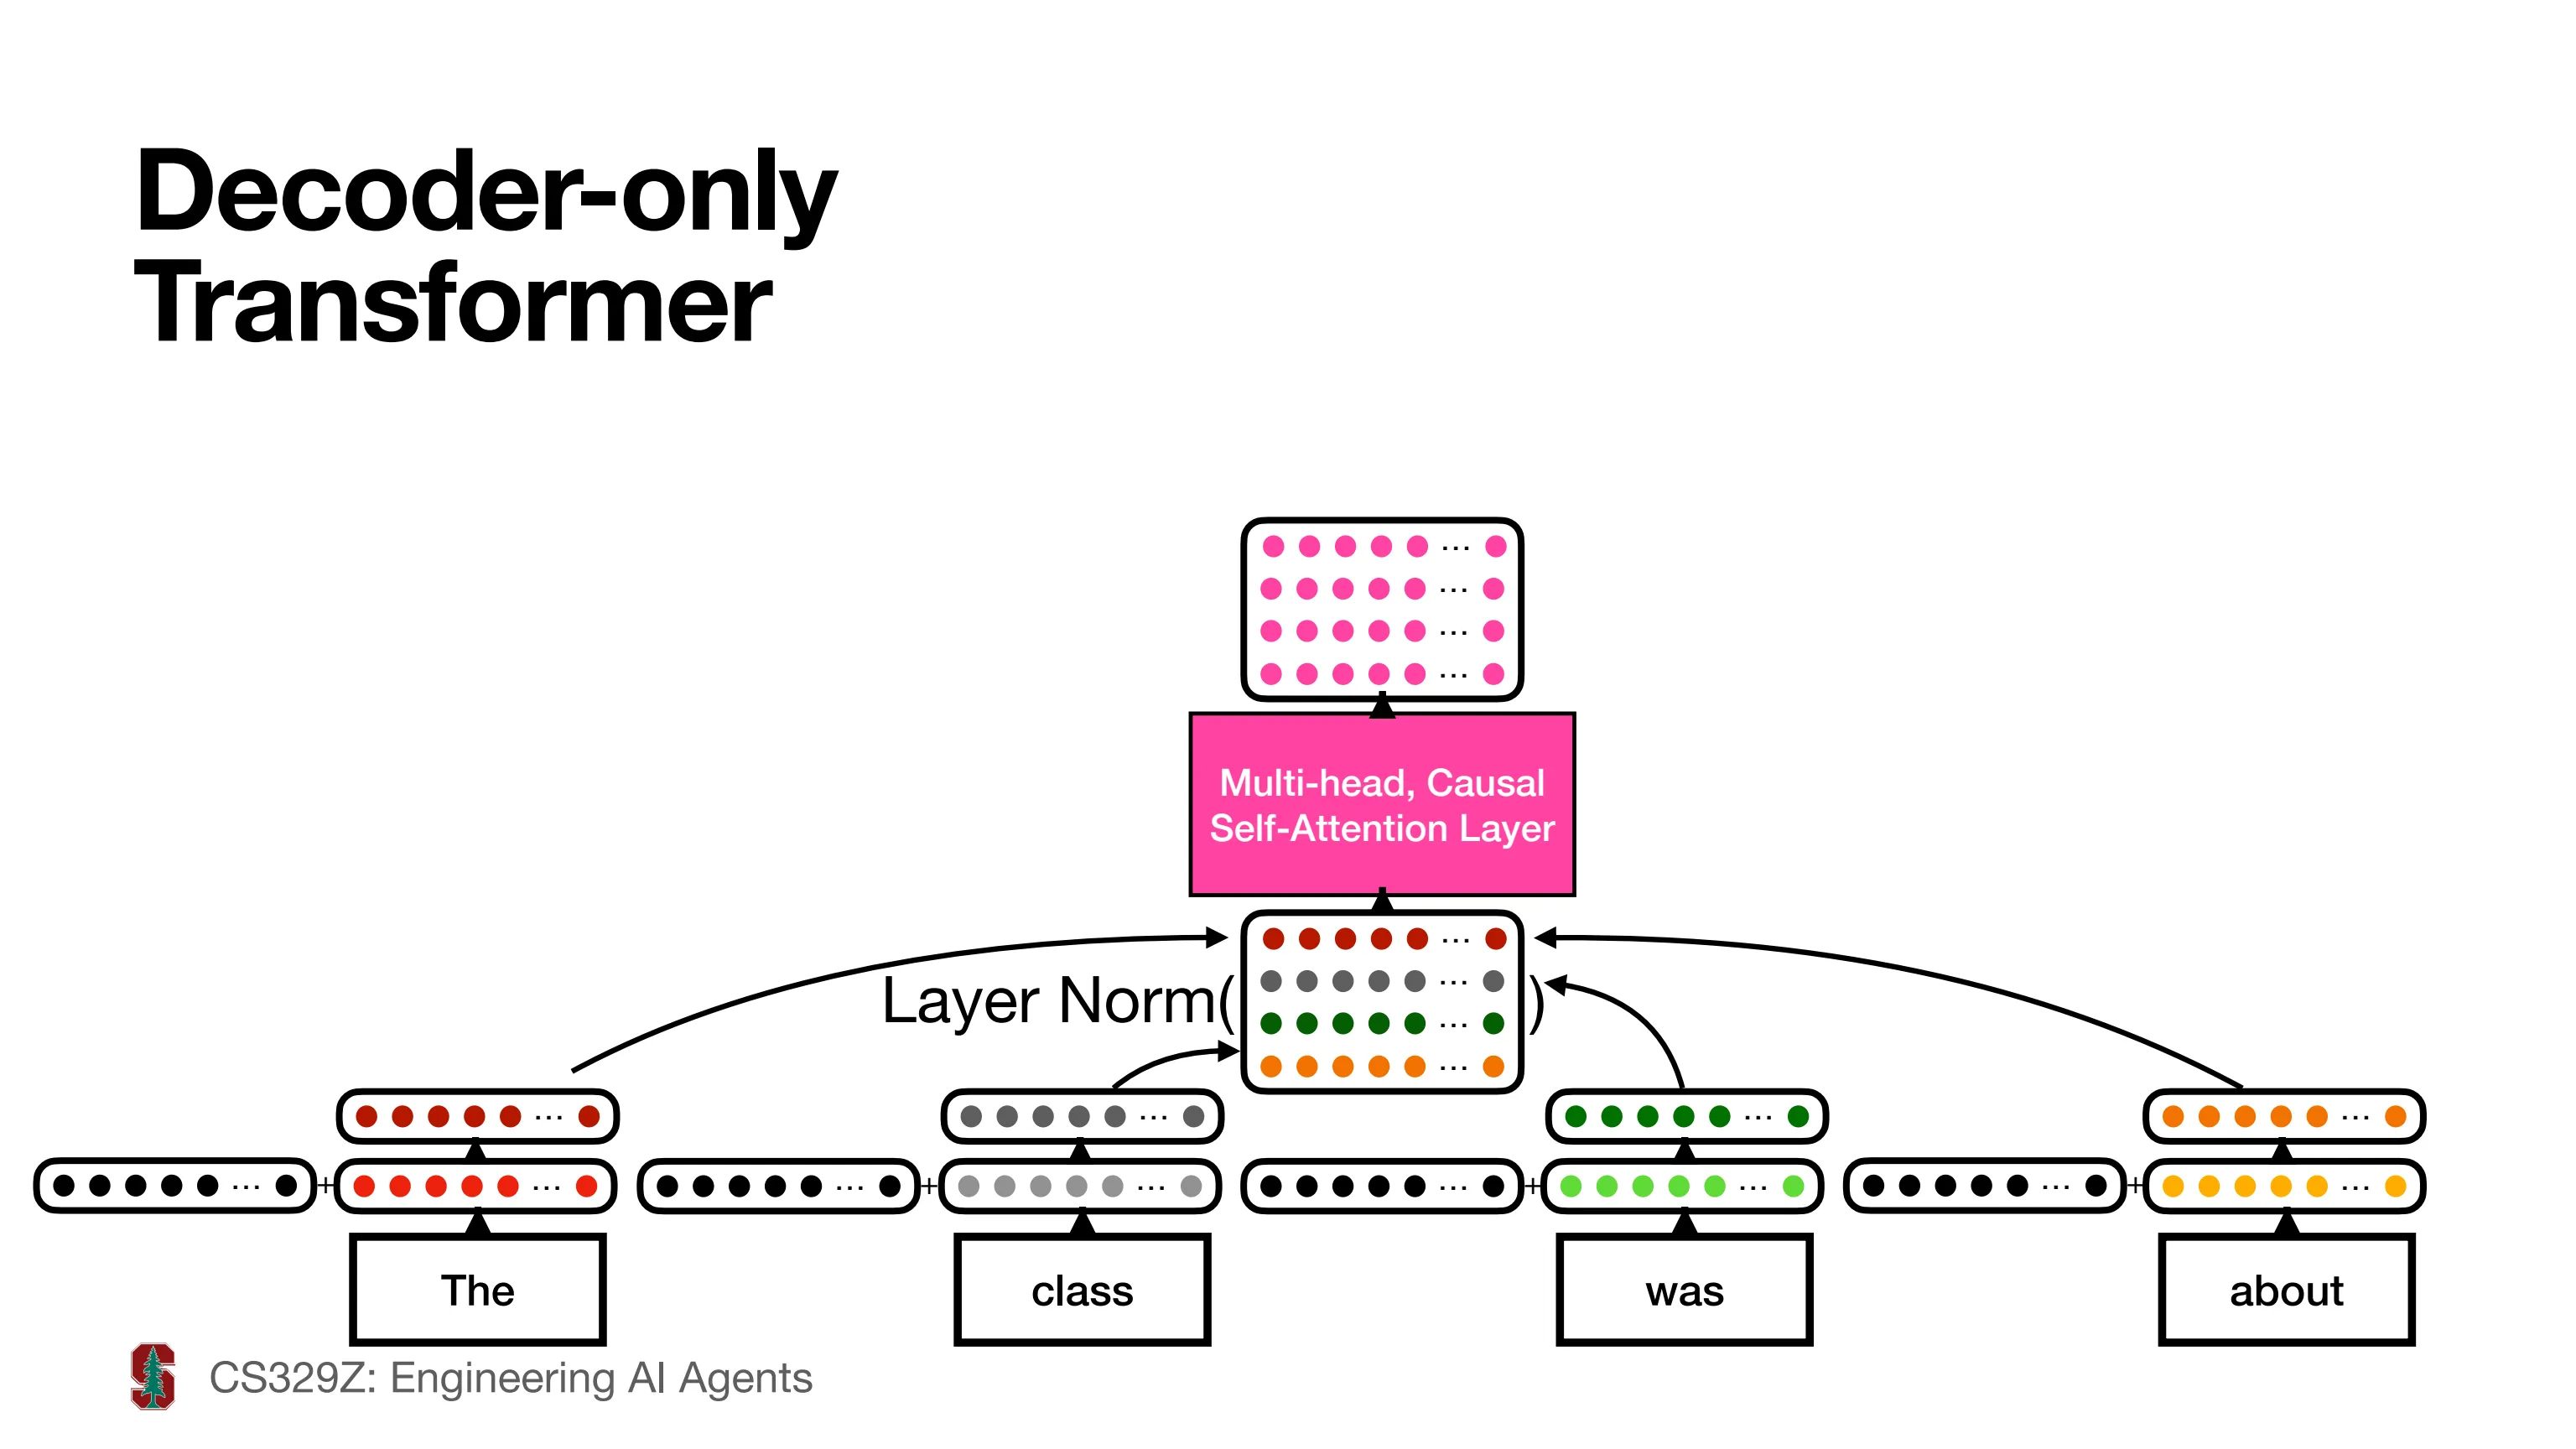 Decoder-only
Transformer
Multi-head, Causal
Self-Attention Layer
Layer Norm( )
+ + + +
The class was about
CS329Z: Engineering AI Agents